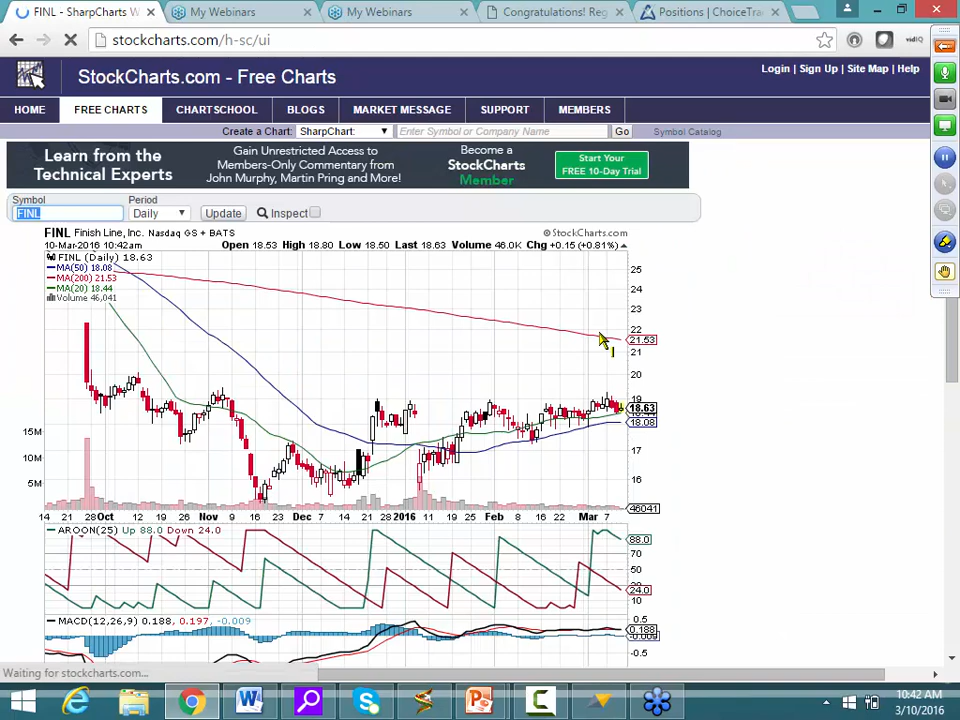 FINL - SharpCharts W
My Webinars
My Webinars
Congratulations! Reg
Positions | ChoiceTrad
stockcharts.com/h-sc/ui
vidIQ
StockCharts.com - Free Charts
Login | Sign Up | Site Map | Help
HOME
FREE CHARTS
CHARTSCHOOL
BLOGS
MARKET MESSAGE
SUPPORT
MEMBERS
Create a Chart: SharpChart: Enter Symbol or Company Name Go Symbol Catalog
Learn from the
Technical Experts
Gain Unrestricted Access to
Members-Only Commentary from
John Murphy, Martin Pring and More!
Become a
StockCharts
Member
Start Your
FREE 10-Day Trial
Symbol
Period
FINL
Daily
Update
Inspect
FINL Finish Line, Inc. Nasdaq GS + BATS
© StockCharts.com
10-Mar-2016 10:42am
Open 18.53 High 18.80 Low 18.50 Last 18.63 Volume 46.0K Chg +0.15 (+0.81%)
FINL (Daily) 18.63
MA(50) 18.08
MA(200) 21.53
MA(20) 18.44
Volume 46,041
25
24
23
22
21.53
21
20
19
18.63
18.08
17
16
46041
15M
10M
5M
14 21 28 Oct 12 19 26 Nov 9 16 23 Dec 7 14 21 2016 11 19 25 Feb 8 16 22 Mar 7
AROON(25) Up 88.0 Down 24.0
88.0
70
50
30
24.0
10
MACD(12,26,9) 0.188, 0.197, -0.009
0.5
0.188
-0.009
-0.5
Waiting for stockcharts.com...
10:42 AM
3/10/2016